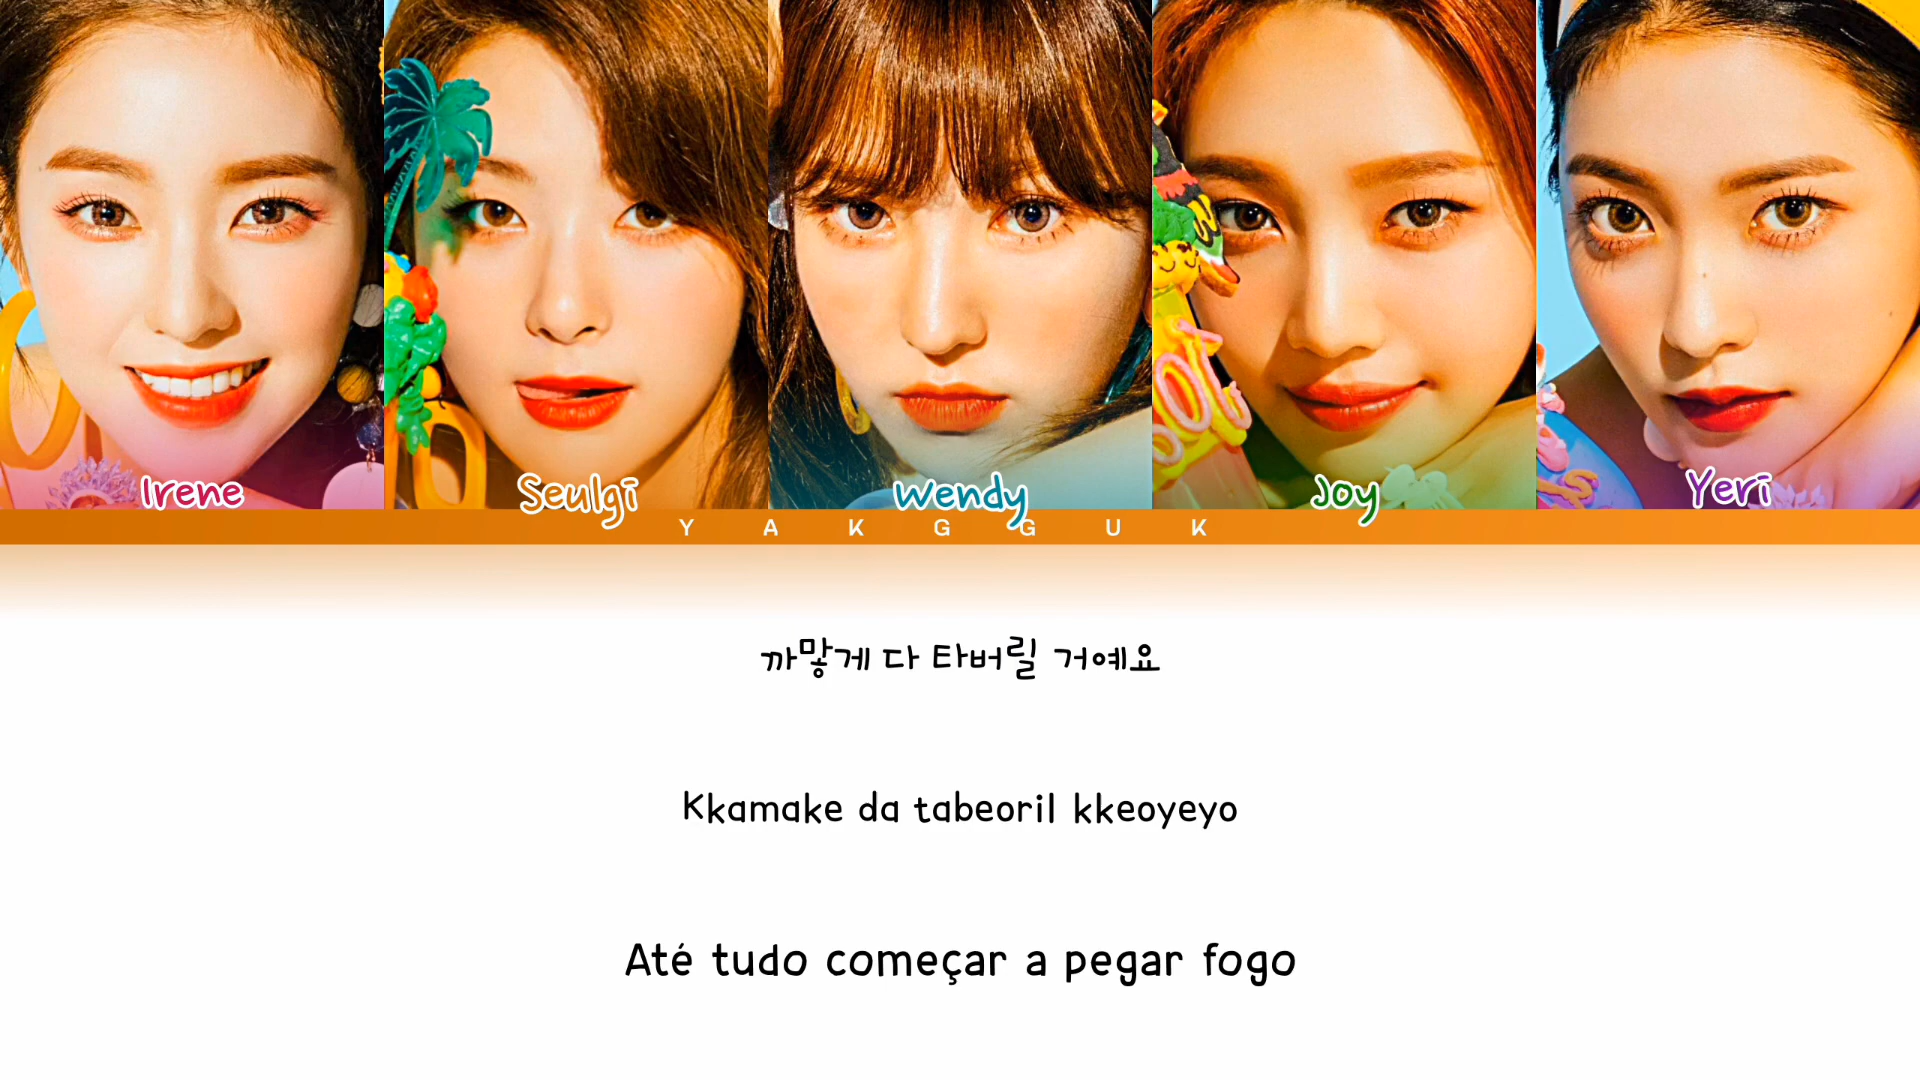 Irene Seulgi Wendy Joy Yeri
YAKGGUK
까맣게 다 타버릴 거예요
Kkamake da tabeoril kkeoyeyo
Até tudo começar a pegar fogo